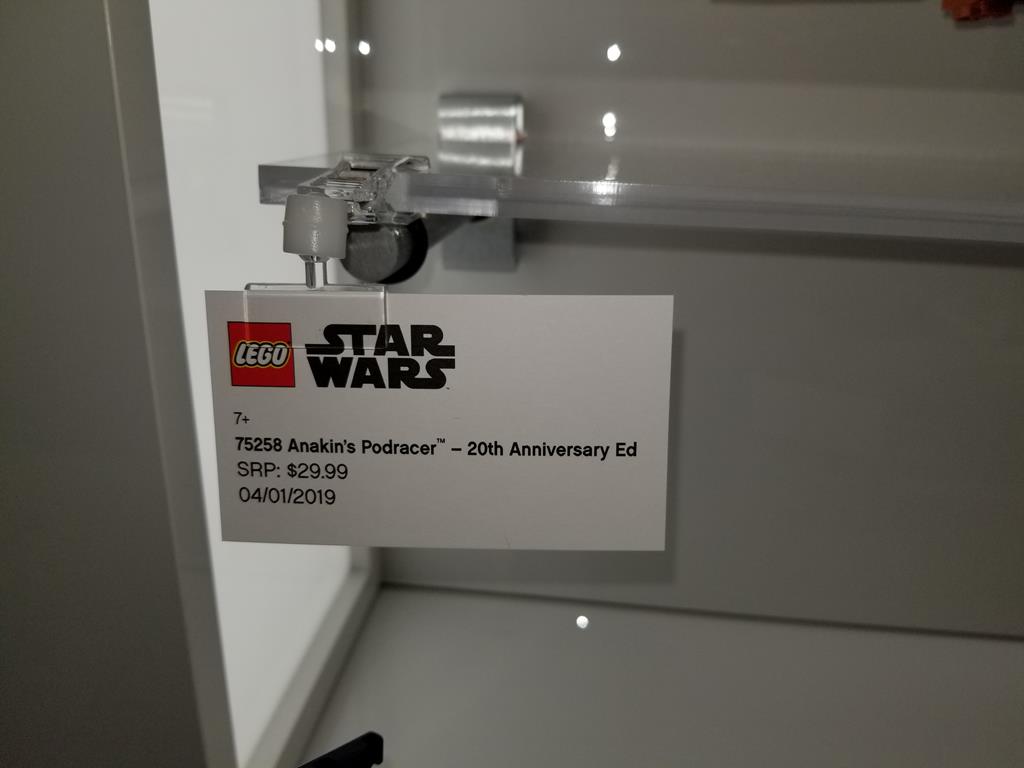 LEGO
STAR
WARS
7+
75258 Anakin's Podracer™ – 20th Anniversary Ed
SRP: $29.99
04/01/2019